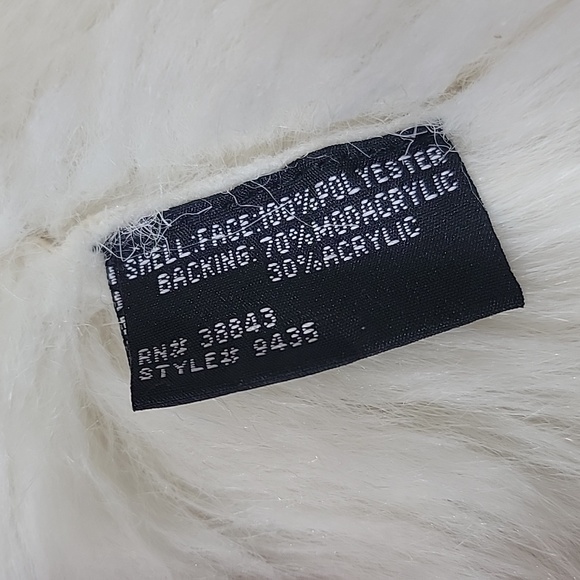 SHELL:FACE:100%POLYESTER
BACKING: 70%MODACRYLIC
30%ACRYLIC
RN# 38843
STYLE# 9435